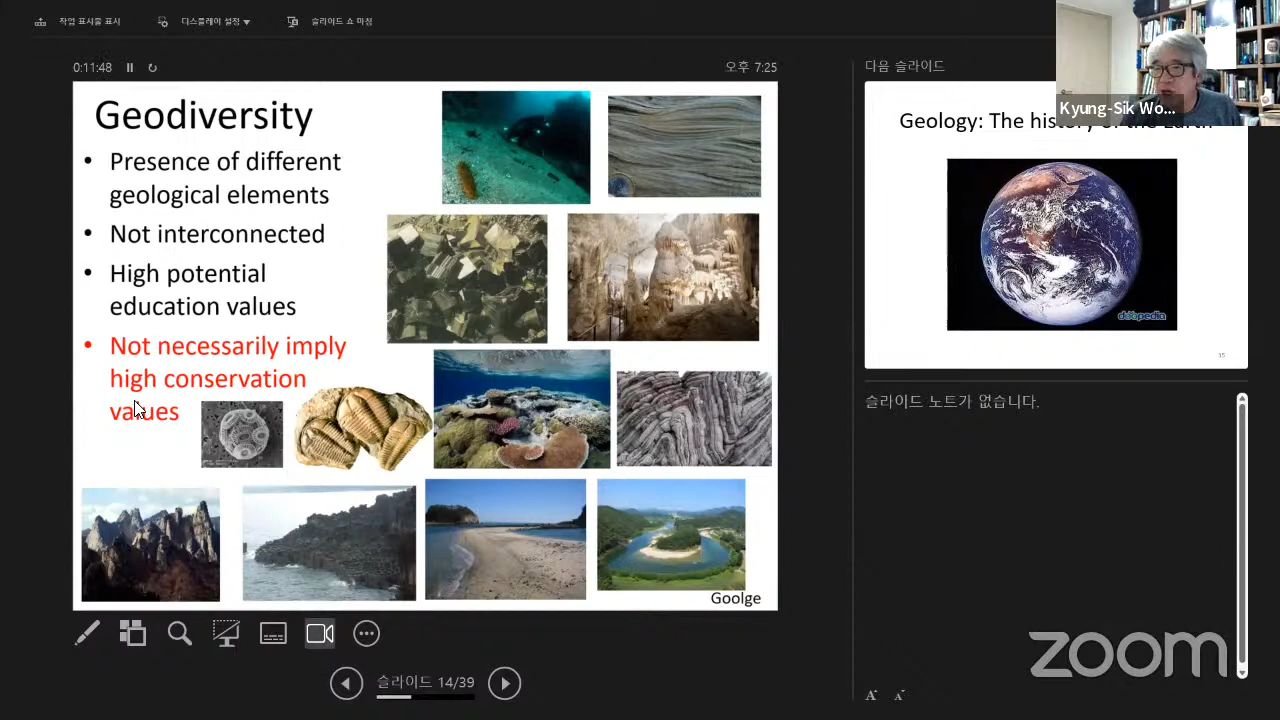 작업 표시줄 표시
디스플레이 설정
슬라이드 쇼 마침
0:11:48
오후 7:25
다음 슬라이드
Kyung-Sik Wo...
Geodiversity
• Presence of different
geological elements
• Not interconnected
• High potential
education values
• Not necessarily imply
high conservation
values
Goolge
Geology: The history of the Earth
15
슬라이드 노트가 없습니다.
슬라이드 14/39
zoom